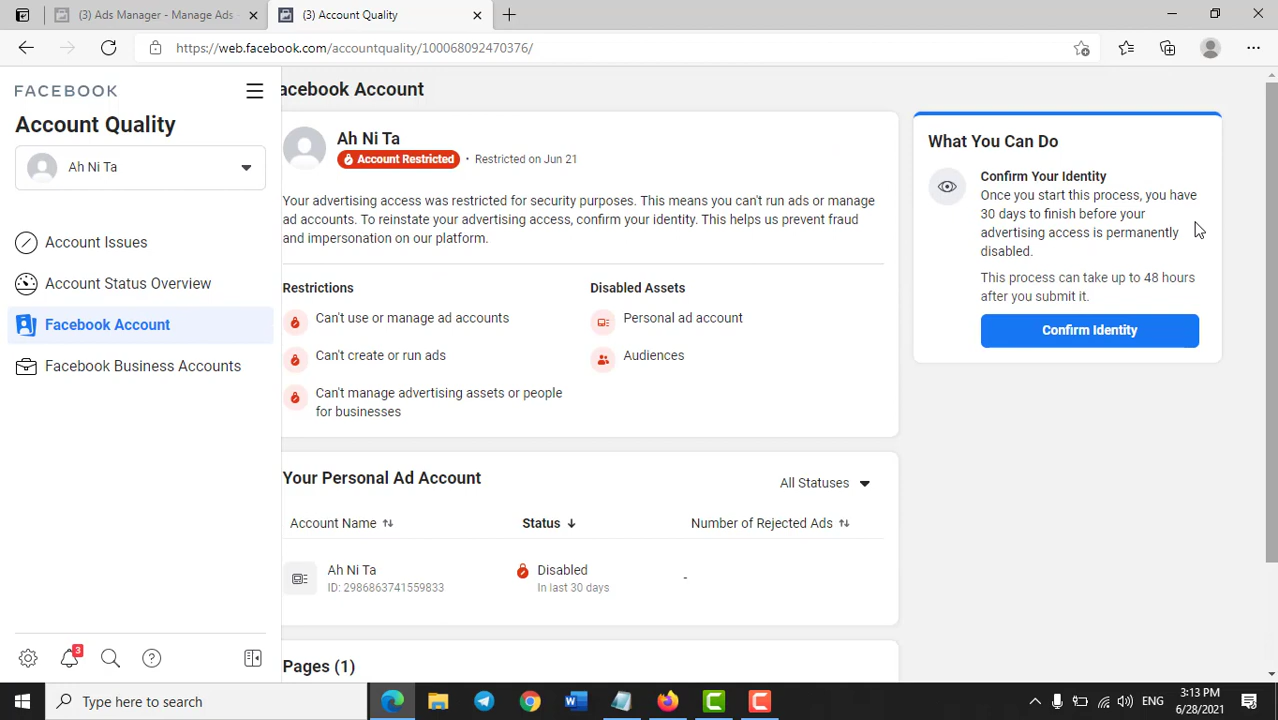 (3) Ads Manager - Manage Ads -
(3) Account Quality
https://web.facebook.com/accountquality/100068092470376/
FACEBOOK
Account Quality
Ah Ni Ta
Account Issues
Account Status Overview
Facebook Account
Facebook Business Accounts
3
acebook Account
Ah Ni Ta
Account Restricted • Restricted on Jun 21
Your advertising access was restricted for security purposes. This means you can't run ads or manage
ad accounts. To reinstate your advertising access, confirm your identity. This helps us prevent fraud
and impersonation on our platform.
Restrictions
Can't use or manage ad accounts
Can't create or run ads
Can't manage advertising assets or people
for businesses
Disabled Assets
Personal ad account
Audiences
Your Personal Ad Account
All Statuses
Account Name Status Number of Rejected Ads
Ah Ni Ta Disabled -
ID: 2986863741559833 In last 30 days
Pages (1)
What You Can Do
Confirm Your Identity
Once you start this process, you have
30 days to finish before your
advertising access is permanently
disabled.
This process can take up to 48 hours
after you submit it.
Confirm Identity
Type here to search
ENG
3:13 PM
6/28/2021